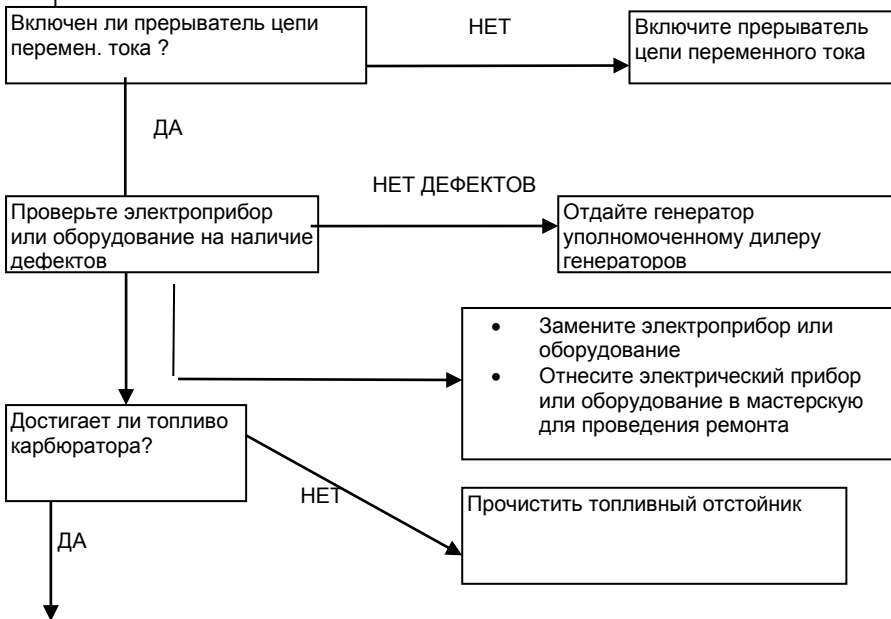 Включен ли прерыватель цепи
перемен. тока ?
НЕТ
Включите прерыватель
цепи переменного тока
ДА
НЕТ ДЕФЕКТОВ
Проверьте электроприбор
или оборудование на наличие
дефектов
Отдайте генератор
уполномоченному дилеру
генераторов
• Замените электроприбор или
оборудование
• Отнесите электрический прибор
или оборудование в мастерскую
для проведения ремонта
Достигает ли топливо
карбюратора?
НЕТ
Прочистить топливный отстойник
ДА